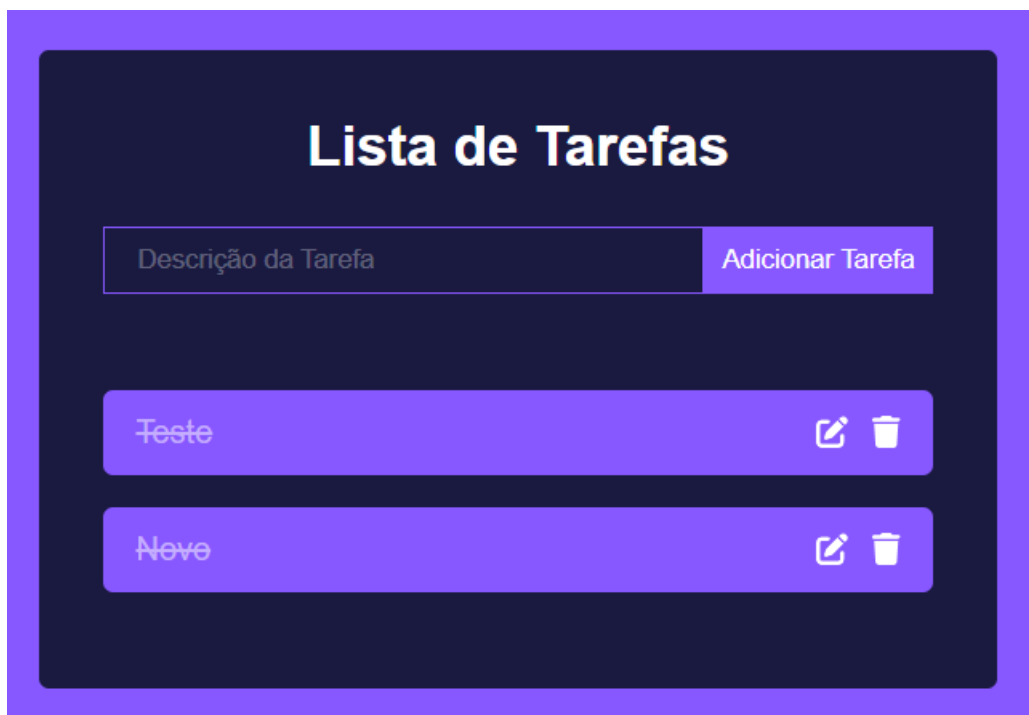 Lista de Tarefas
Descrição da Tarefa
Adicionar Tarefa
Teste
Novo